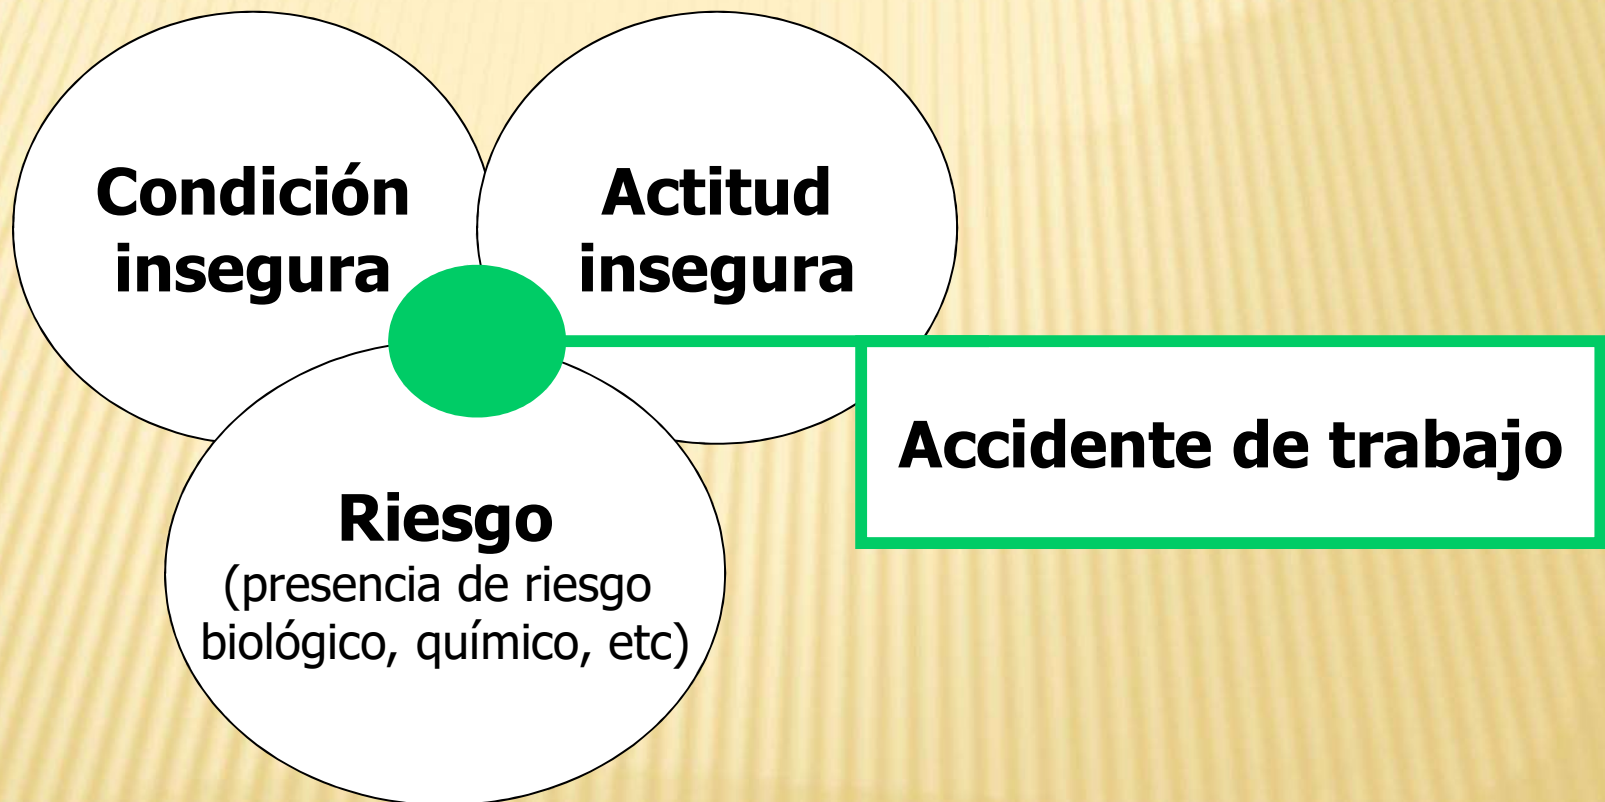 Condición
insegura
Actitud
insegura
Accidente de trabajo
Riesgo
(presencia de riesgo
biológico, químico, etc)